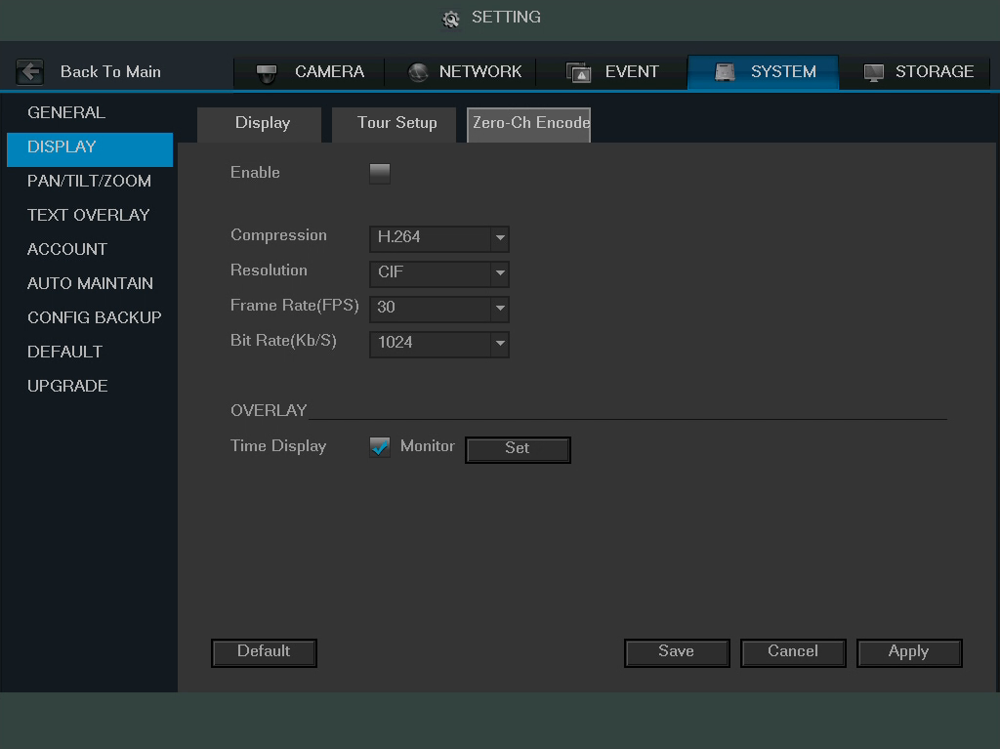 SETTING
Back To Main
CAMERA
NETWORK
EVENT
SYSTEM
STORAGE
GENERAL
DISPLAY
PAN/TILT/ZOOM
TEXT OVERLAY
ACCOUNT
AUTO MAINTAIN
CONFIG BACKUP
DEFAULT
UPGRADE
Display
Tour Setup
Zero-Ch Encode
Enable
Compression H.264
Resolution CIF
Frame Rate(FPS) 30
Bit Rate(Kb/S) 1024
OVERLAY
Time Display Monitor Set
Default Save Cancel Apply